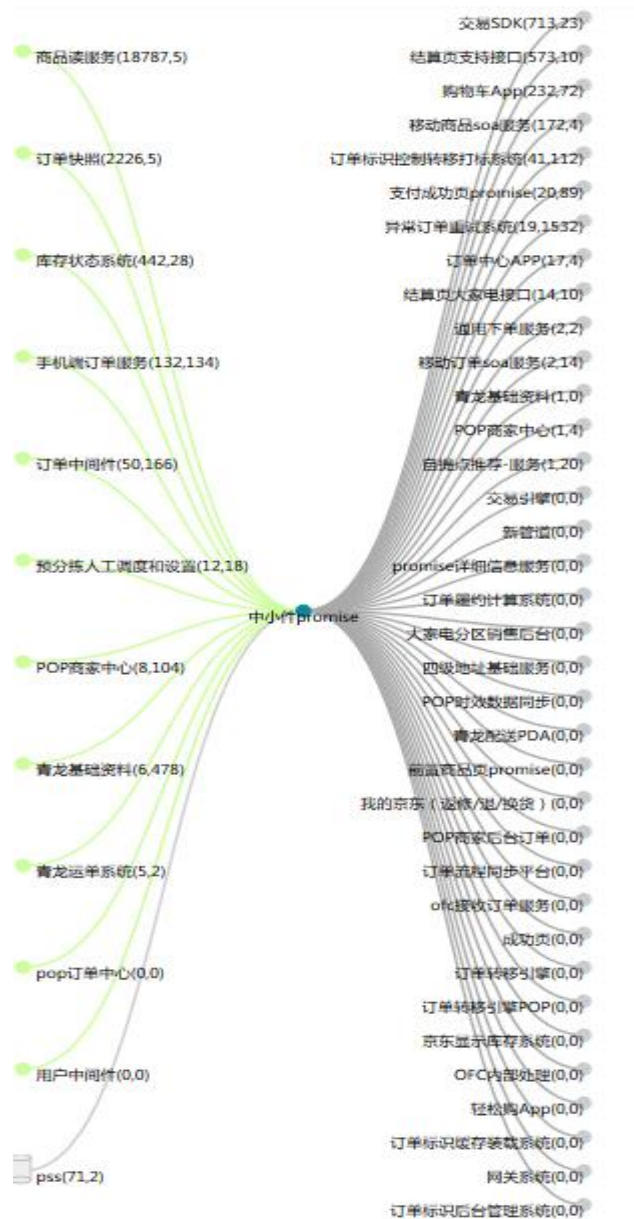 商品读服务(18787,5)
订单快照(2226,5)
库存状态系统(442,28)
手机端订单服务(132,134)
订单中间件(50,166)
预分拣人工调度和设置(12,18)
POP商家中心(8,104)
青龙基础资料(6,478)
青龙运单系统(5,2)
pop订单中心(0,0)
用户中间件(0,0)
pss(71,2)
中小件promise
交易SDK(713,23)
结算页支持接口(573,10)
购物车App(232,72)
移动商品soa服务(172,4)
订单标识控制转移打标系统(41,112)
支付成功页promise(20,89)
异常订单重试系统(19,1532)
订单中心APP(17,4)
结算页大家电接口(14,10)
通用下单服务(2,2)
移动订单soa服务(2,14)
青龙基础资料(1,0)
POP商家中心(1,4)
自提点推荐-服务(1,20)
交易引擎(0,0)
新管道(0,0)
promise详细信息服务(0,0)
订单履约计算系统(0,0)
大家电分区销售后台(0,0)
四级地址基础服务(0,0)
POP时效数据同步(0,0)
青龙配送PDA(0,0)
前置商品页promise(0,0)
我的京东（返修/退/换货）(0,0)
POP商家后台订单(0,0)
订单流程同步平台(0,0)
ofc接收订单服务(0,0)
成功页(0,0)
订单转移引擎(0,0)
订单转移引擎POP(0,0)
京东显示库存系统(0,0)
OFC内部处理(0,0)
轻松购App(0,0)
订单标识缓存装载系统(0,0)
网关系统(0,0)
订单标识后台管理系统(0,0)